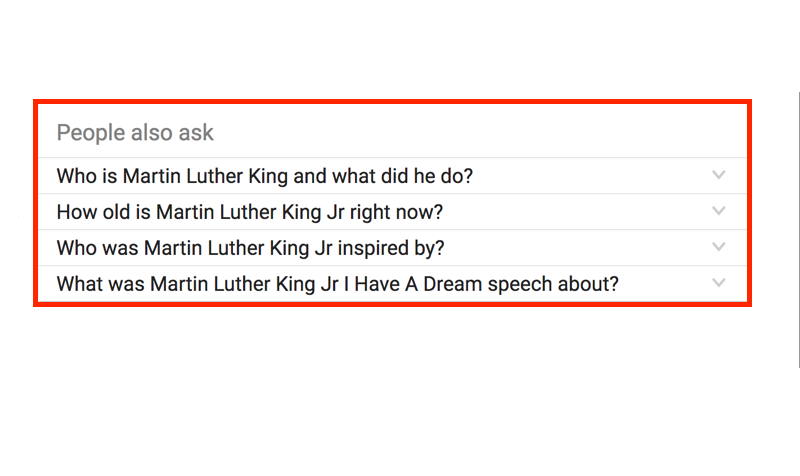 People also ask
Who is Martin Luther King and what did he do?
How old is Martin Luther King Jr right now?
Who was Martin Luther King Jr inspired by?
What was Martin Luther King Jr I Have A Dream speech about?